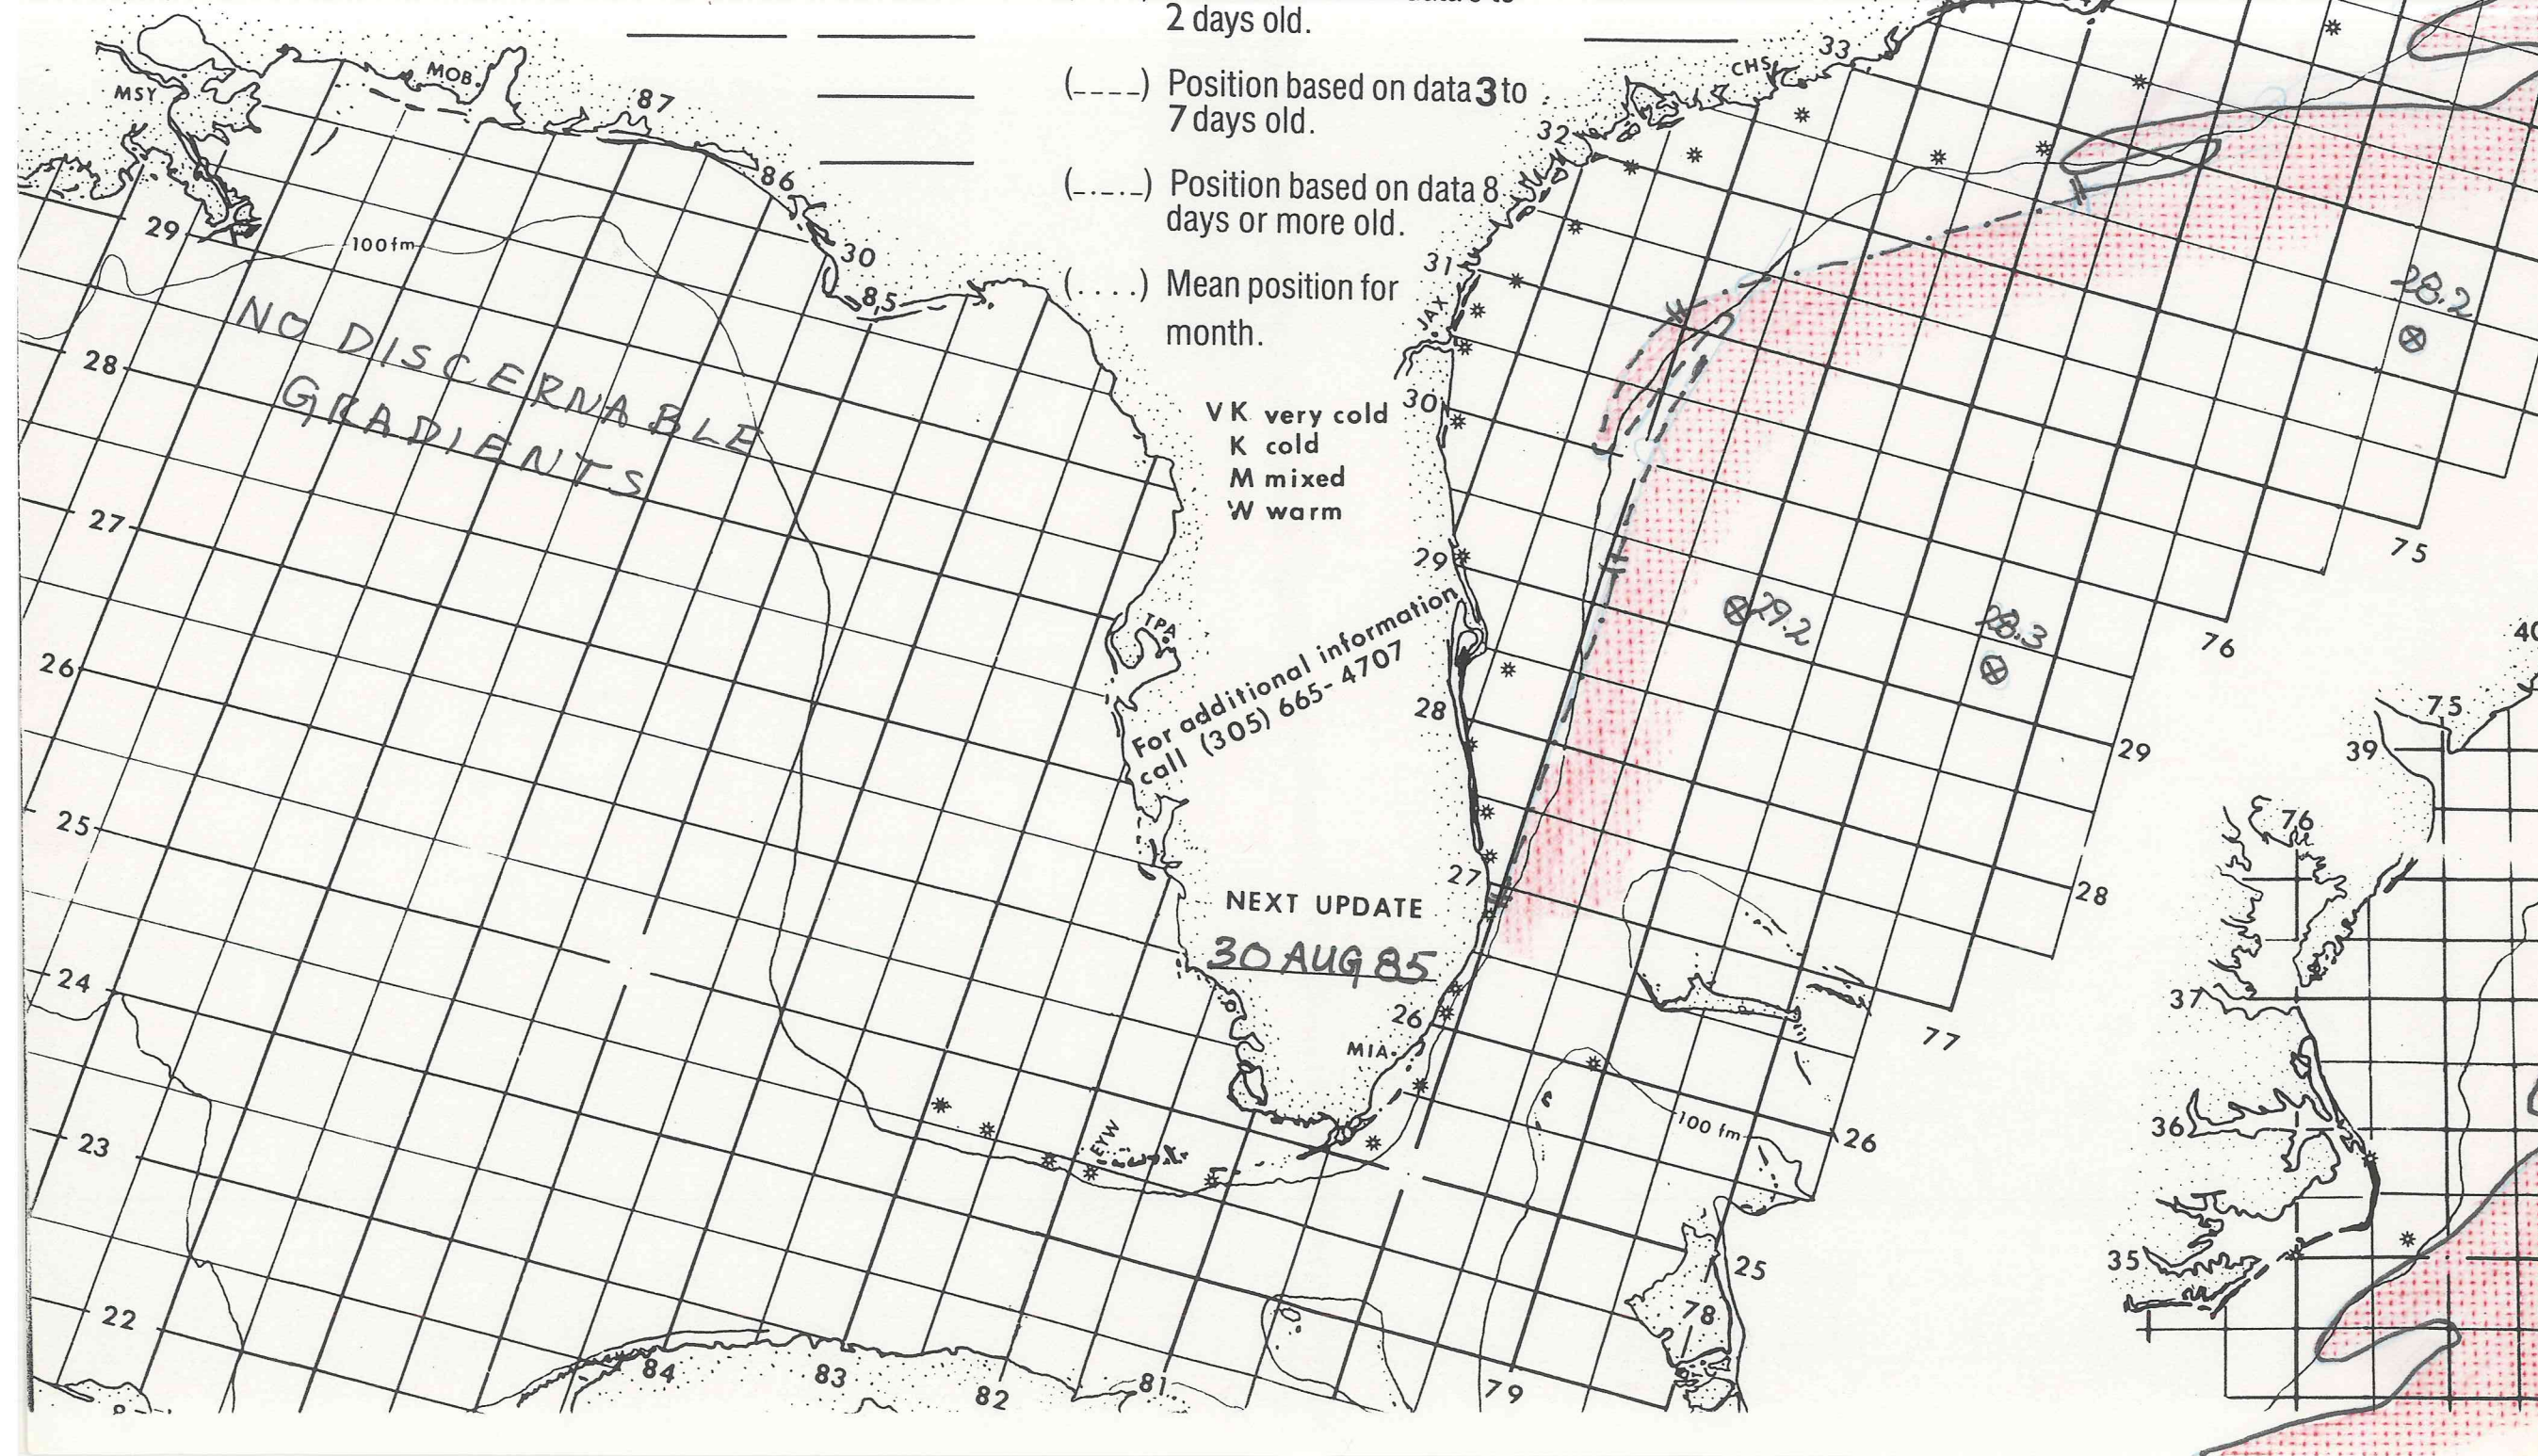 2 days old.
(____) Position based on data 3 to
7 days old.
(_._._) Position based on data 8
days or more old.
(....) Mean position for
month.
VK very cold
K cold
M mixed
W warm
For additional information
call (305) 665-4707
NEXT UPDATE
30 AUG 85
NO DISCERNABLE
GRADIENTS
MSY
MOB
87
86
30
85
29
100fm
28
27
26
25
24
23
22
84
83
82
81
79
TPA
EYW
MIA
CHS
33
32
31
JAX
30
29
28
27
26
28.2
29.2
28.3
75
76
29
28
77
100 fm
26
25
78
40
75
39
76
37
36
35